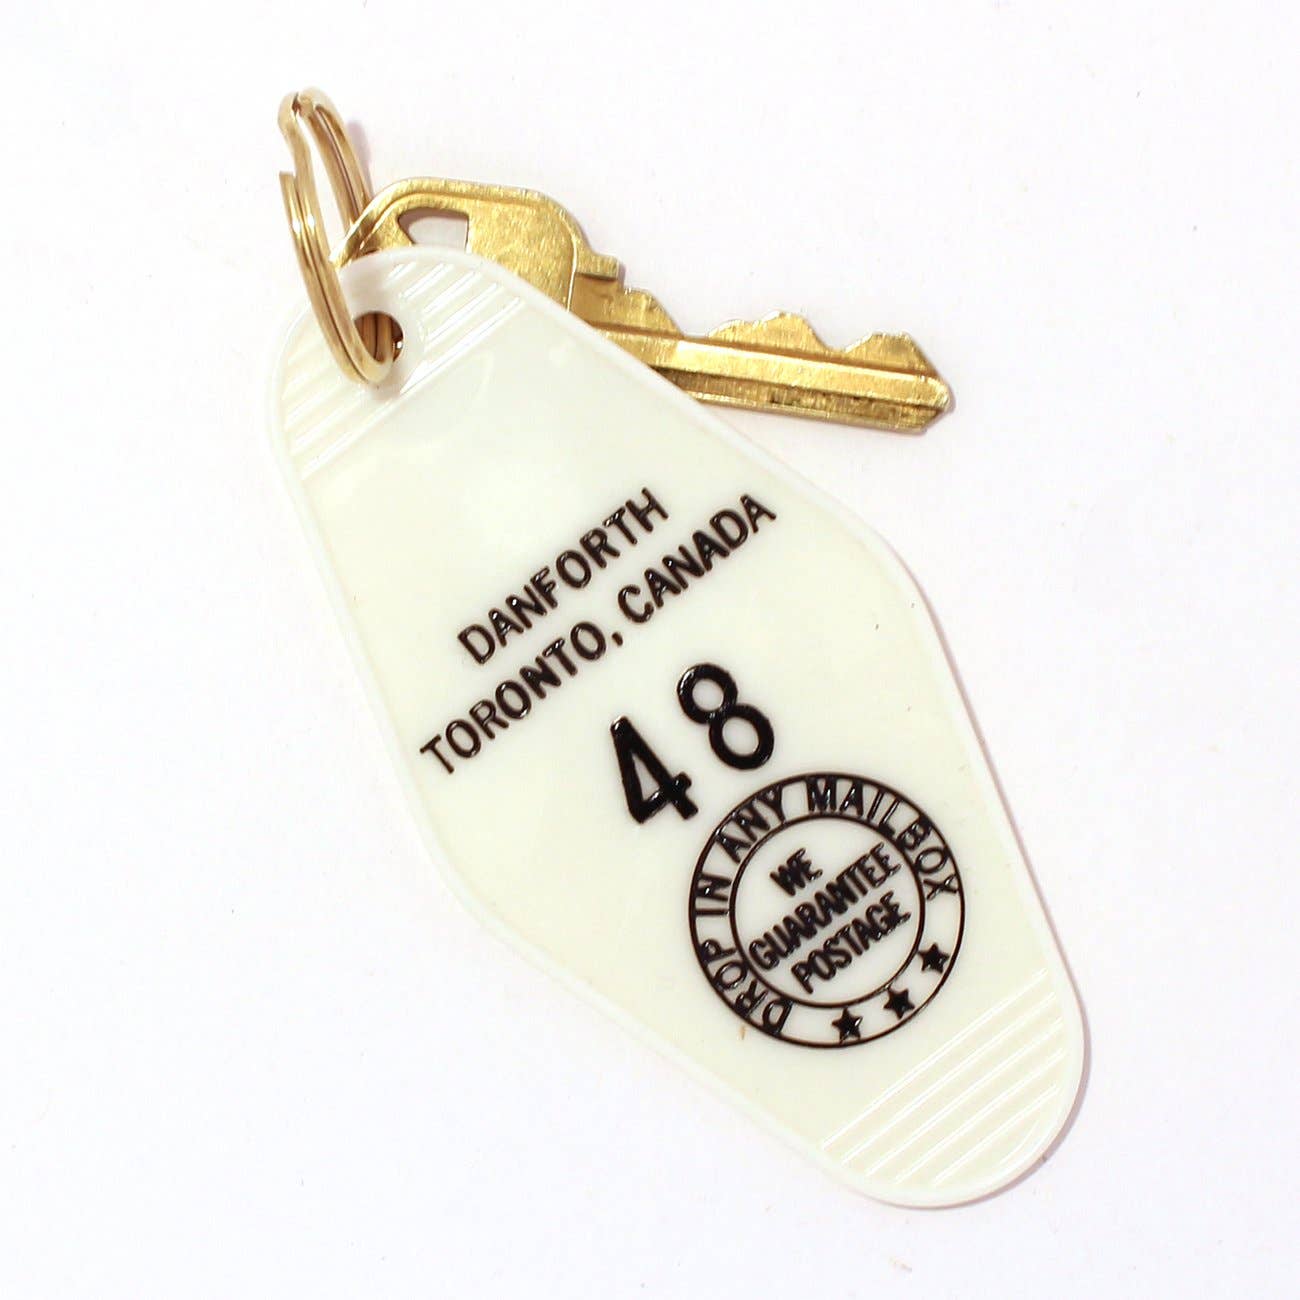 DANFORTH
TORONTO, CANADA
48
DROP IN ANY MAILBOX
WE
GUARANTEE
POSTAGE